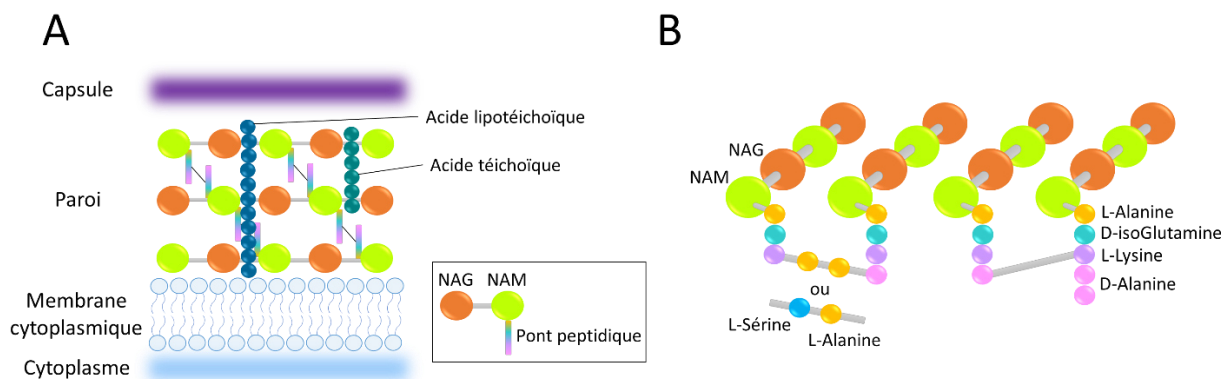 A
Capsule
Acide lipotéichoïque
Acide téichoïque
Paroi
NAG NAM
Pont peptidique
Membrane
cytoplasmique
Cytoplasme
B
NAG
NAM
L-Alanine
D-isoGlutamine
L-Lysine
D-Alanine
ou
L-Sérine
L-Alanine